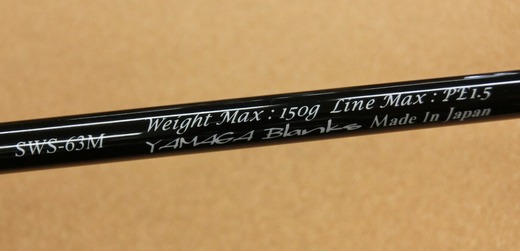 SWS-63M
Weight Max : 150g Line Max : PE1.5
YAMAGA Blanks Made In Japan